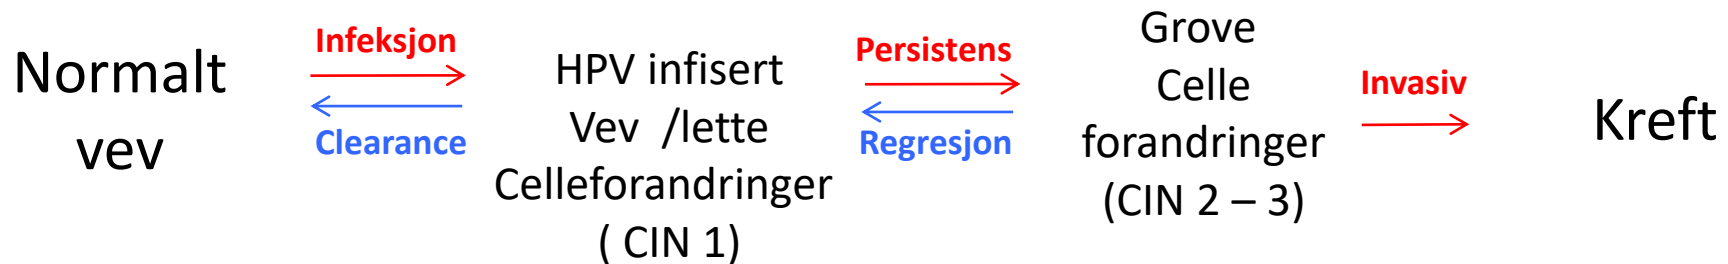 Normalt
vev
Infeksjon
Clearance
HPV infisert
Vev /lette
Celleforandringer
( CIN 1)
Persistens
Regresjon
Grove
Celle
forandringer
(CIN 2 – 3)
Invasiv
Kreft